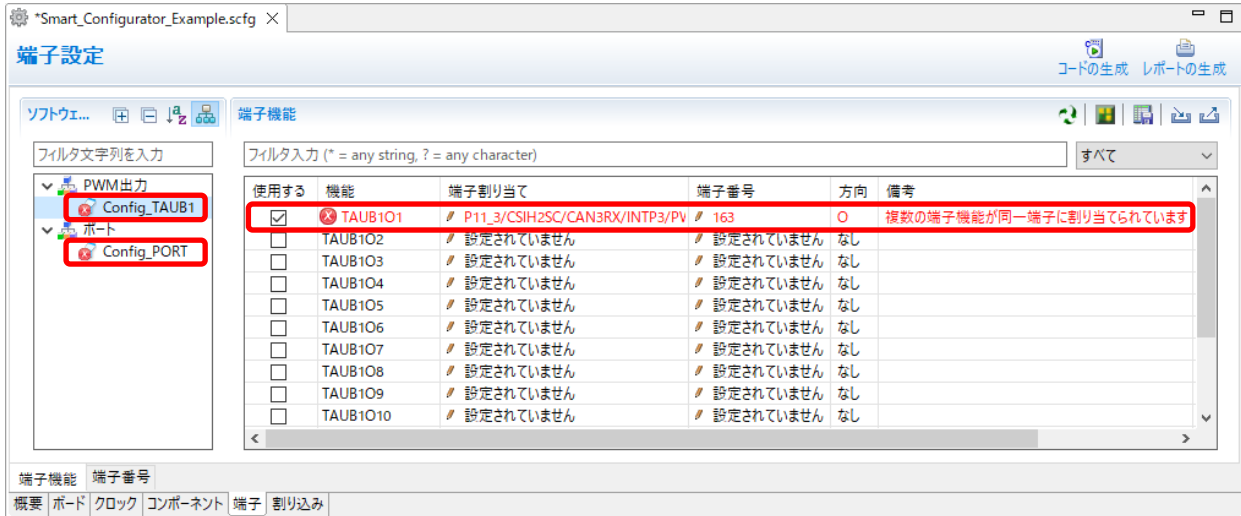 *Smart_Configurator_Example.scfg
端子設定
コードの生成 レポートの生成
ソフトウェ...
端子機能
フィルタ文字列を入力
フィルタ入力 (* = any string, ? = any character)
すべて
PWM出力
Config_TAUB1
ポート
Config_PORT
使用する 機能 端子割り当て 端子番号 方向 備考
TAUB1O1 P11_3/CSIH2SC/CAN3RX/INTP3/PV 163 O 複数の端子機能が同一端子に割り当てられています
TAUB1O2 設定されていません 設定されていません なし
TAUB1O3 設定されていません 設定されていません なし
TAUB1O4 設定されていません 設定されていません なし
TAUB1O5 設定されていません 設定されていません なし
TAUB1O6 設定されていません 設定されていません なし
TAUB1O7 設定されていません 設定されていません なし
TAUB1O8 設定されていません 設定されていません なし
TAUB1O9 設定されていません 設定されていません なし
TAUB1O10 設定されていません 設定されていません なし
端子機能 端子番号
概要 ボード クロック コンポーネント 端子 割り込み